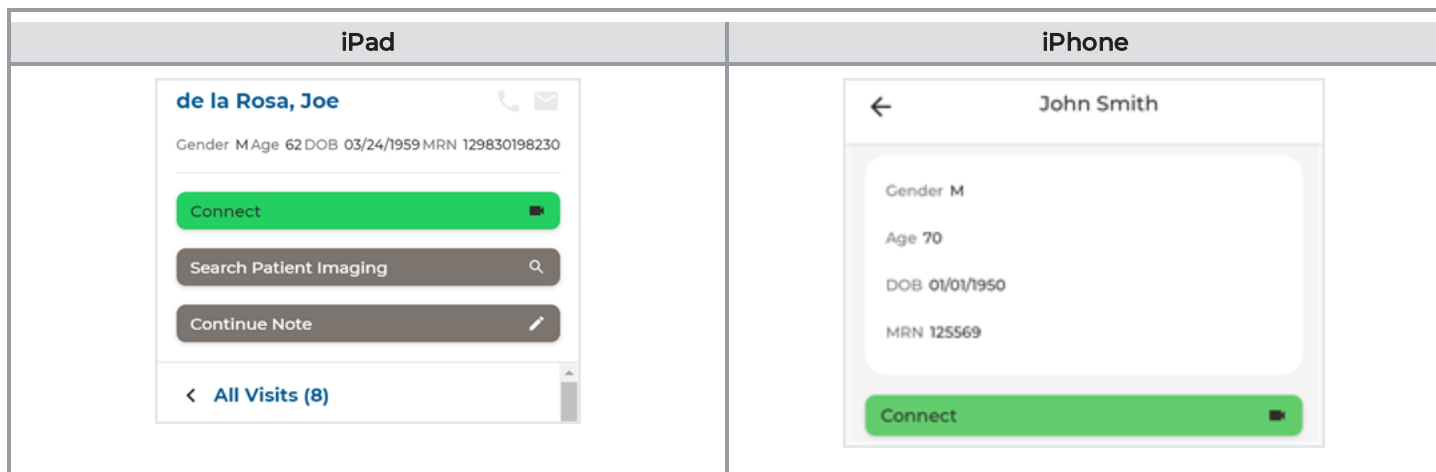 iPad
iPhone
de la Rosa, Joe
Gender M Age 62 DOB 03/24/1959 MRN 129830198230
Connect
Search Patient Imaging
Continue Note
All Visits (8)
John Smith
Gender M
Age 70
DOB 01/01/1950
MRN 125569
Connect